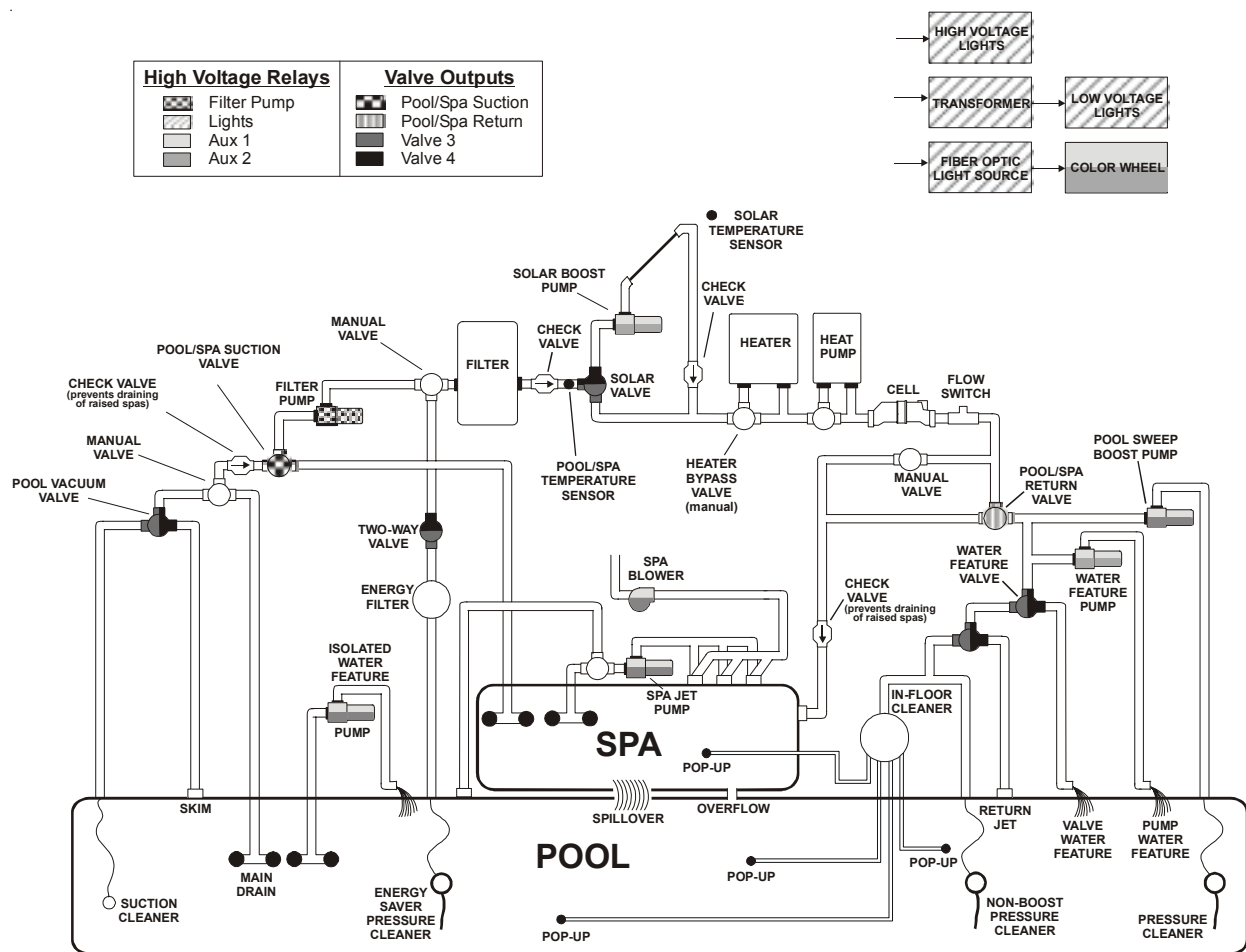 HIGH VOLTAGE
LIGHTS
High Voltage Relays
Filter Pump
Lights
Aux 1
Aux 2
Valve Outputs
Pool/Spa Suction
Pool/Spa Return
Valve 3
Valve 4
TRANSFORMER
LOW VOLTAGE
LIGHTS
FIBER OPTIC
LIGHT SOURCE
COLOR WHEEL
SOLAR
TEMPERATURE
SENSOR
SOLAR BOOST
PUMP
CHECK
VALVE
MANUAL
VALVE
CHECK
VALVE
HEATER
HEAT
PUMP
POOL/SPA SUCTION
VALVE
FILTER
SOLAR
VALVE
FILTER
PUMP
CHECK VALVE
(prevents draining
of raised spas)
CELL
FLOW
SWITCH
MANUAL
VALVE
POOL VACUUM
VALVE
POOL/SPA
TEMPERATURE
SENSOR
HEATER
BYPASS
VALVE
(manual)
MANUAL
VALVE
POOL SWEEP
BOOST PUMP
POOL/SPA
RETURN
VALVE
TWO-WAY
VALVE
ENERGY
FILTER
SPA
BLOWER
WATER
FEATURE
VALVE
WATER
FEATURE
PUMP
CHECK
VALVE
(prevents draining
of raised spas)
ISOLATED
WATER
FEATURE
PUMP
SPA JET
PUMP
IN-FLOOR
CLEANER
SPA
POP-UP
SKIM
SPILLOVER
OVERFLOW
RETURN
JET
VALVE
WATER
FEATURE
PUMP
WATER
FEATURE
POOL
MAIN
DRAIN
POP-UP
POP-UP
SUCTION
CLEANER
ENERGY
SAVER
PRESSURE
CLEANER
POP-UP
NON-BOOST
PRESSURE
CLEANER
PRESSURE
CLEANER